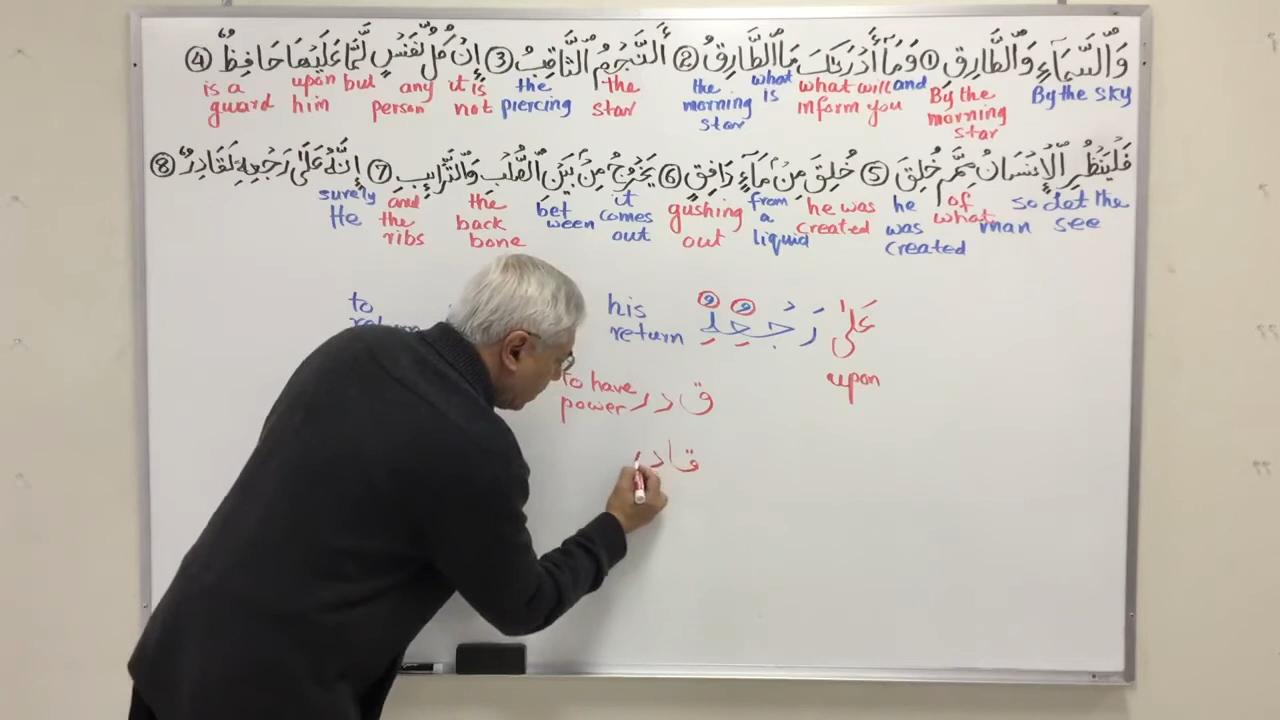 وَٱلسَّمَآءِ وَٱلطَّارِقِ ① وَمَآ أَدْرَىٰكَ مَا ٱلطَّارِقُ ② ٱلنَّجْمُ ٱلثَّاقِبُ ③ إِن كُلُّ نَفْسٍ لَّمَّا عَلَيْهَا حَافِظٌ ④
By the sky By the morning star and what will inform you what is the morning star the star the piercing it is not any person but upon him is a guard
فَلْيَنظُرِ ٱلْإِنسَانُ مِمَّ خُلِقَ ⑤ خُلِقَ مِن مَّآءٍ دَافِقٍ ⑥ يَخْرُجُ مِنۢ بَيْنِ ٱلصُّلْبِ وَٱلتَّرَآئِبِ ⑦ إِنَّهُۥ عَلَىٰ رَجْعِهِۦ لَقَادِرٌ ⑧
so let the see man of what he was created he was created from a liquid gushing out it comes out bet ween the back bone and the ribs surely He
عَلَىٰ رَجْعِهِ his return to return
و و
upon
ق د ر to have power
قادر